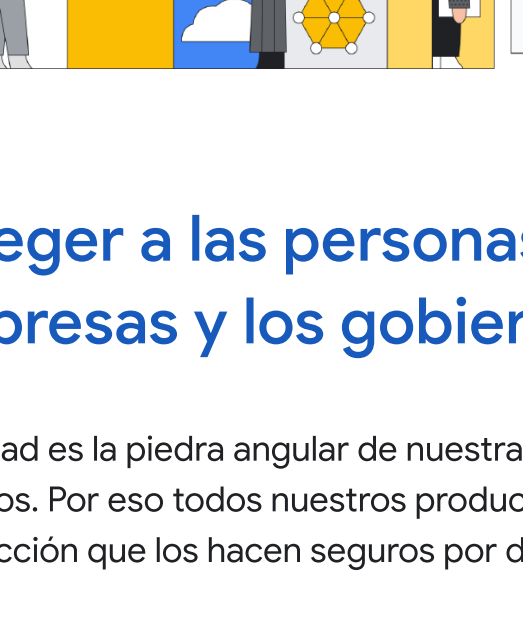 eger a las personas
presas y los gobier
ad es la piedra angular de nuestra
os. Por eso todos nuestros produc
cción que los hacen seguros por d